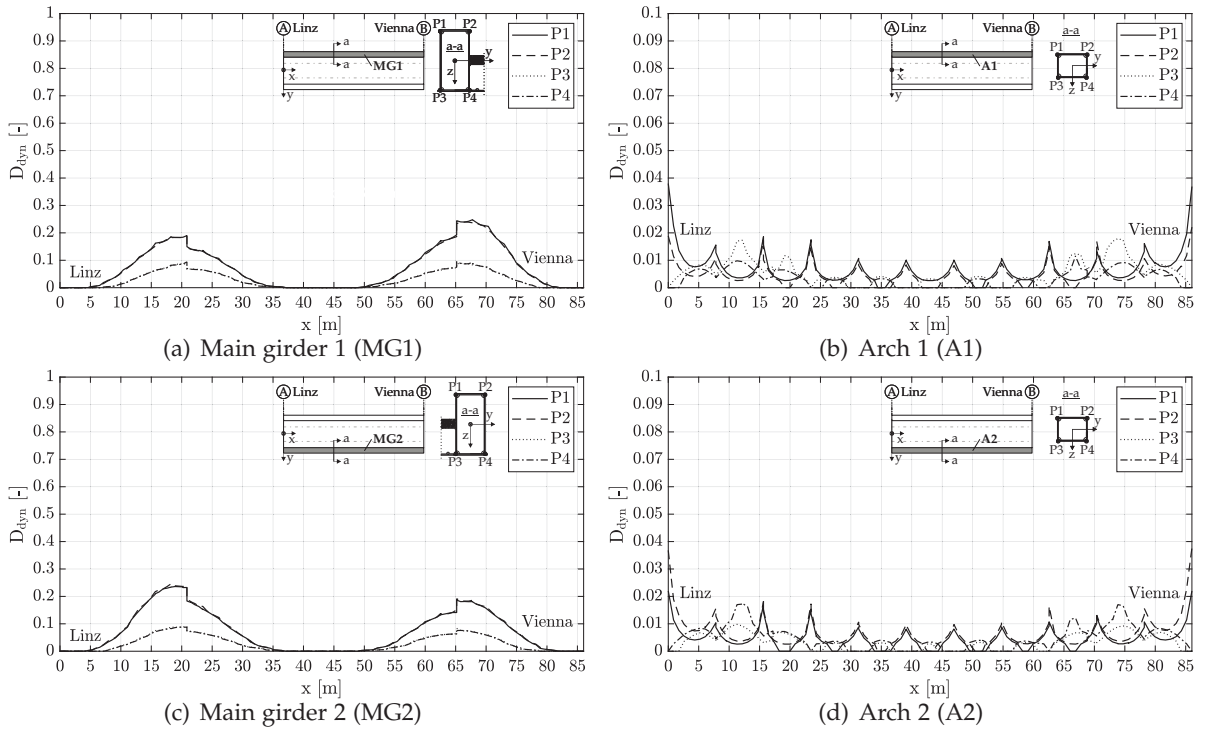 1
0.9
0.8
0.7
0.6
0.5
0.4
0.3
0.2
0.1
0
D_dyn [-]
A Linz Vienna B
a
a
MG1
x
y
P1 P2
a-a
y
z
P3 P4
P1
P2
P3
P4
Linz
Vienna
0 5 10 15 20 25 30 35 40 45 50 55 60 65 70 75 80 85
x [m]
(a) Main girder 1 (MG1)
0.1
0.09
0.08
0.07
0.06
0.05
0.04
0.03
0.02
0.01
0
D_dyn [-]
A Linz Vienna B
a
a
A1
x
y
a-a
P1 P2
y
P3 z P4
P1
P2
P3
P4
Linz
Vienna
0 5 10 15 20 25 30 35 40 45 50 55 60 65 70 75 80 85
x [m]
(b) Arch 1 (A1)
1
0.9
0.8
0.7
0.6
0.5
0.4
0.3
0.2
0.1
0
D_dyn [-]
A Linz Vienna B
x
a
a
MG2
y
P1 P2
a-a
y
z
P3 P4
P1
P2
P3
P4
Linz
Vienna
0 5 10 15 20 25 30 35 40 45 50 55 60 65 70 75 80 85
x [m]
(c) Main girder 2 (MG2)
0.1
0.09
0.08
0.07
0.06
0.05
0.04
0.03
0.02
0.01
0
D_dyn [-]
A Linz Vienna B
x
a
a
A2
y
a-a
P1 P2
y
P3 z P4
P1
P2
P3
P4
Linz
Vienna
0 5 10 15 20 25 30 35 40 45 50 55 60 65 70 75 80 85
x [m]
(d) Arch 2 (A2)